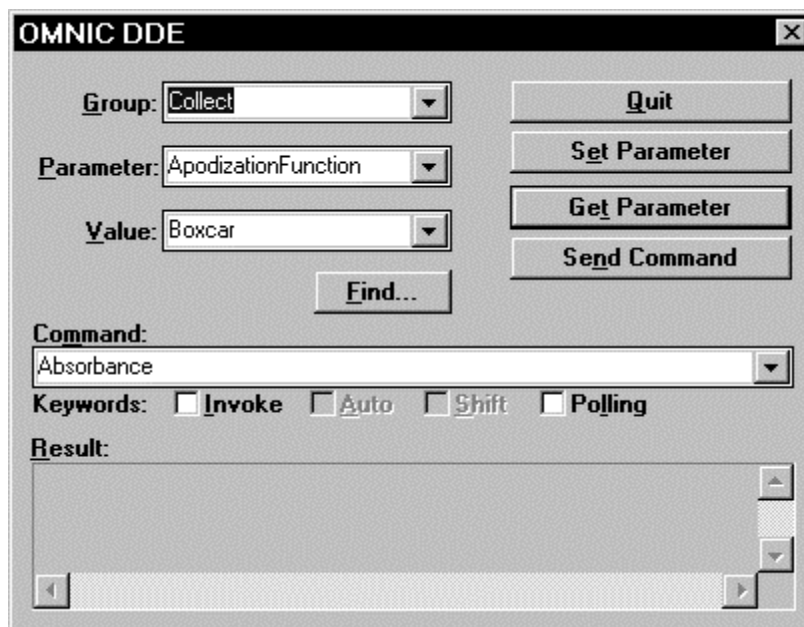 OMNIC DDE
Group: Collect
Quit
Parameter: ApodizationFunction
Set Parameter
Value: Boxcar
Get Parameter
Send Command
Find...
Command:
Absorbance
Keywords: Invoke Auto Shift Polling
Result: